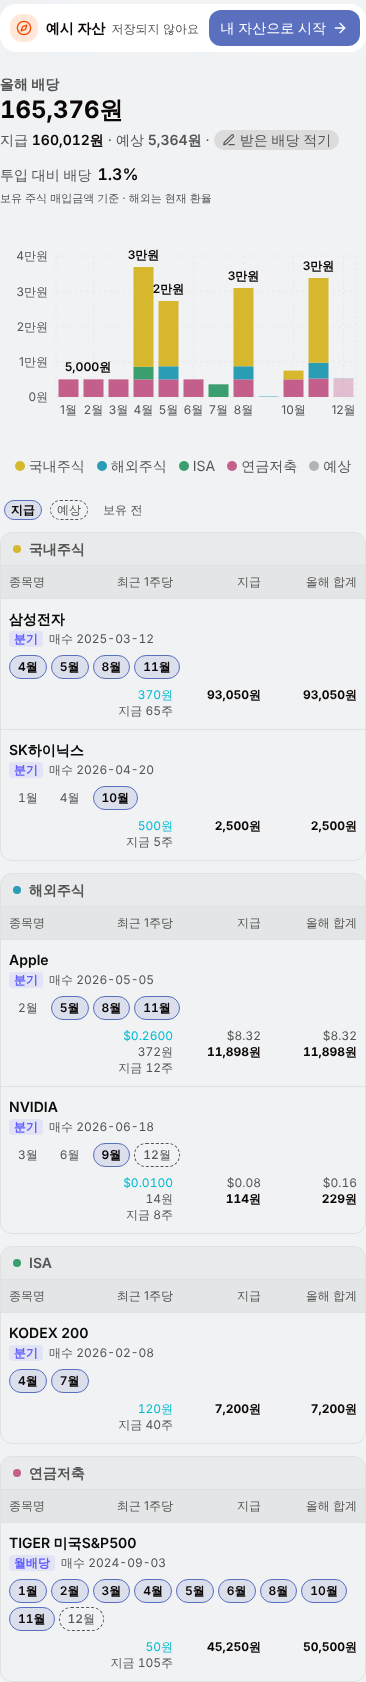 예시 자산 저장되지 않아요 내 자산으로 시작 →
올해 배당
165,376원
지급 160,012원 · 예상 5,364원 · 받은 배당 적기
투입 대비 배당 1.3%
보유 주식 매입금액 기준 · 해외는 현재 환율
4만원
3만원
2만원
1만원
0원
5,000원
3만원
2만원
3만원
3만원
1월 2월 3월 4월 5월 6월 7월 8월 10월 12월
국내주식 해외주식 ISA 연금저축 예상
지급 예상 보유 전
국내주식
종목명 최근 1주당 지급 올해 합계
삼성전자
분기 매수 2025-03-12
4월 5월 8월 11월
370원 93,050원 93,050원
지금 65주
SK하이닉스
분기 매수 2026-04-20
1월 4월 10월
500원 2,500원 2,500원
지금 5주
해외주식
종목명 최근 1주당 지급 올해 합계
Apple
분기 매수 2026-05-05
2월 5월 8월 11월
$0.2600 $8.32 $8.32
372원 11,898원 11,898원
지금 12주
NVIDIA
분기 매수 2026-06-18
3월 6월 9월 12월
$0.0100 $0.08 $0.16
14원 114원 229원
지금 8주
ISA
종목명 최근 1주당 지급 올해 합계
KODEX 200
분기 매수 2026-02-08
4월 7월
120원 7,200원 7,200원
지금 40주
연금저축
종목명 최근 1주당 지급 올해 합계
TIGER 미국S&P500
월배당 매수 2024-09-03
1월 2월 3월 4월 5월 6월 8월 10월
11월 12월
50원 45,250원 50,500원
지금 105주